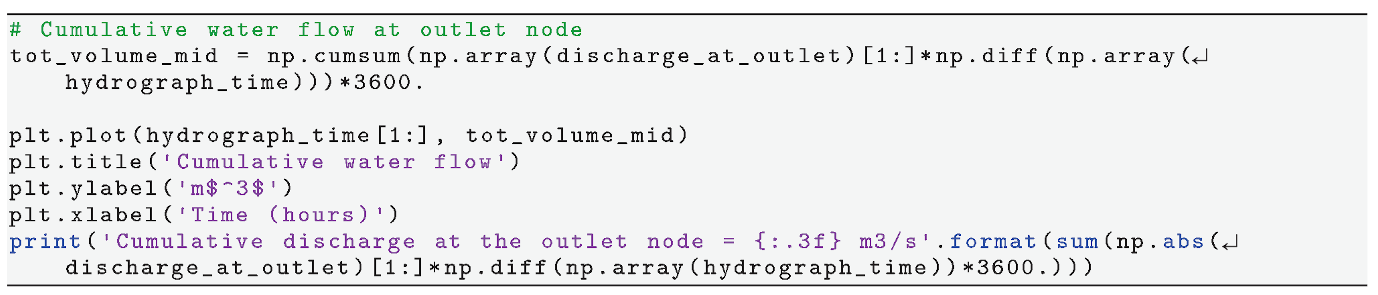 # Cumulative water flow at outlet node
tot_volume_mid = np.cumsum(np.array(discharge_at_outlet)[1:]*np.diff(np.array(↵
hydrograph_time)))*3600.
plt.plot(hydrograph_time[1:], tot_volume_mid)
plt.title('Cumulative water flow')
plt.ylabel('m$^3$')
plt.xlabel('Time (hours)')
print('Cumulative discharge at the outlet node = {:.3f} m3/s'.format(sum(np.abs(↵
discharge_at_outlet)[1:]*np.diff(np.array(hydrograph_time))*3600.)))